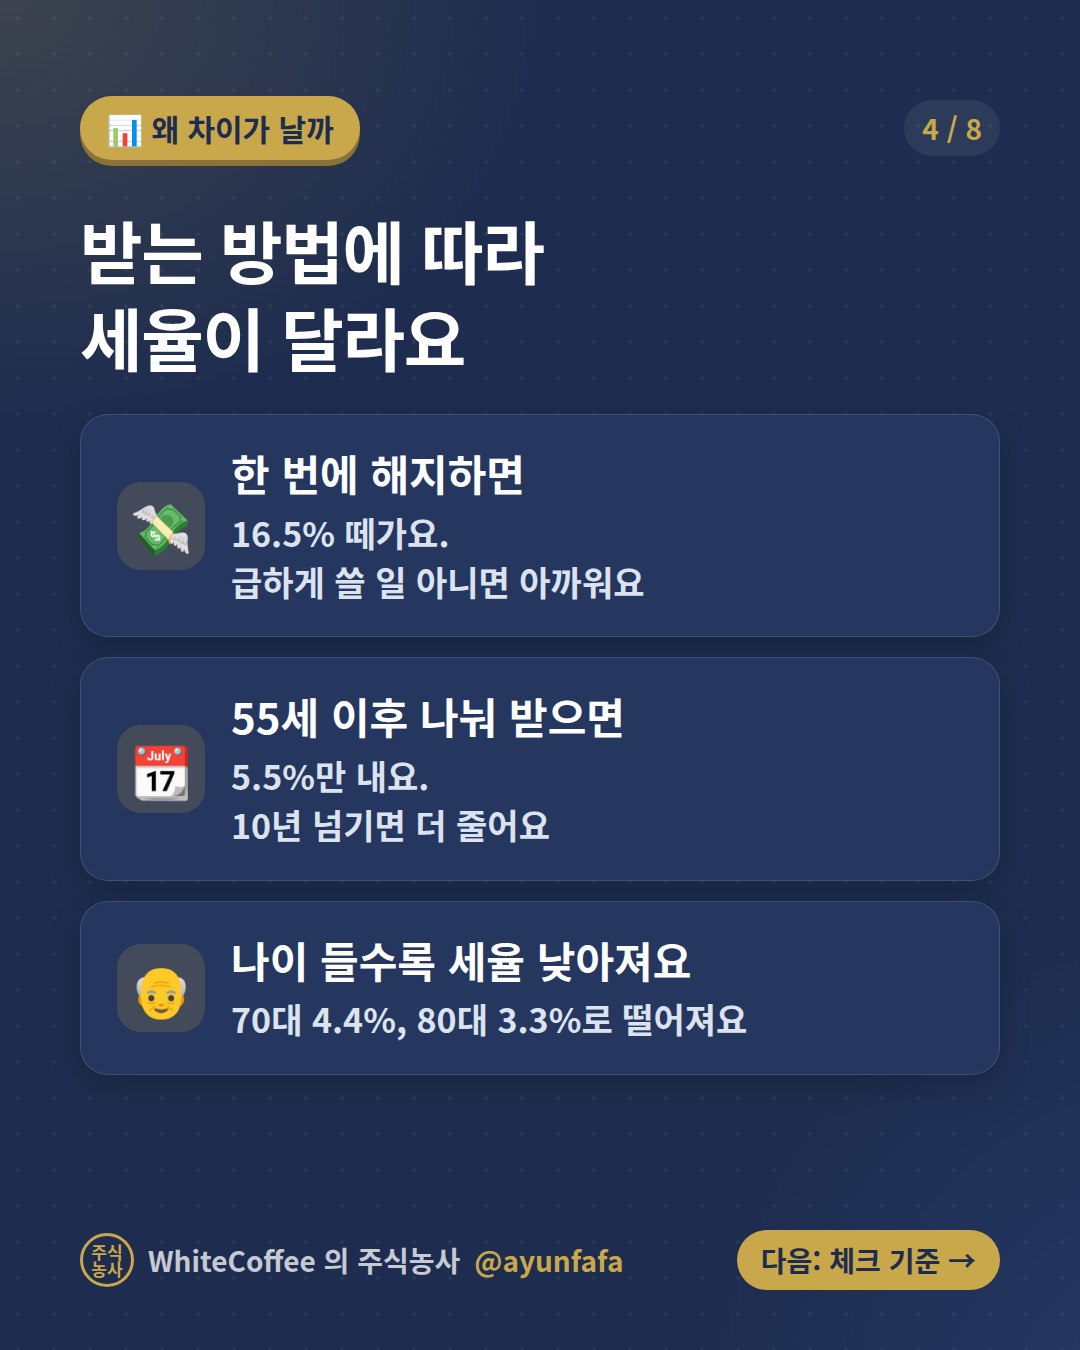 📊 왜 차이가 날까
4 / 8
받는 방법에 따라
세율이 달라요
한 번에 해지하면
16.5% 떼가요.
급하게 쓸 일 아니면 아까워요
July
17
55세 이후 나눠 받으면
5.5%만 내요.
10년 넘기면 더 줄어요
나이 들수록 세율 낮아져요
70대 4.4%, 80대 3.3%로 떨어져요
주식
농사
WhiteCoffee 의 주식농사 @ayunfafa
다음: 체크 기준 →